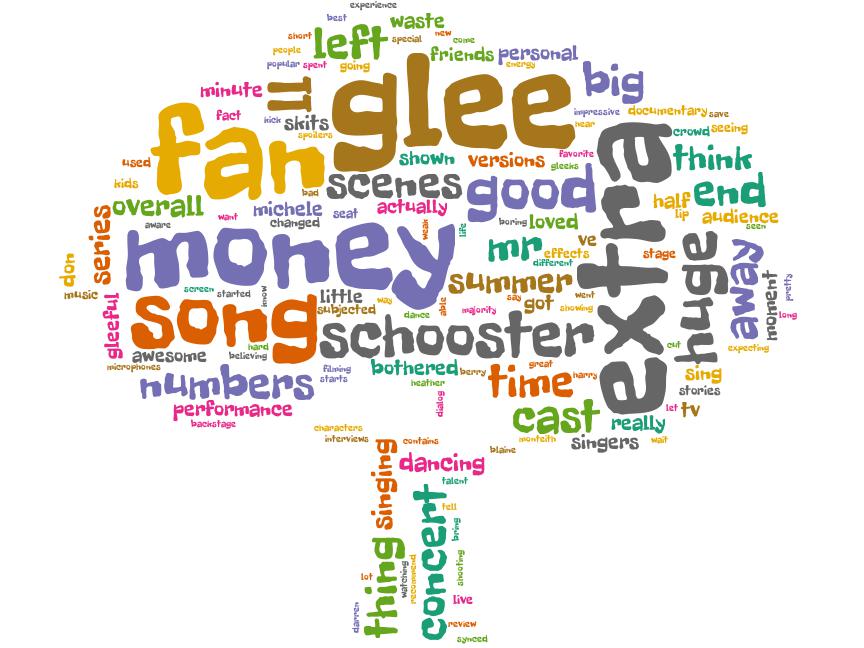 experience
best
waste
short
left
special
new
come
people
friends
personal
popular
spent
going
energy
minute
ll
glee
big
fact
kick
skits
impressive
documentary
save
spoilers
near
extra
crowd
seeing
fan
used
shown
versions
favorite
gleeks
think
kids
bad
scenes
good
half
end
overall
want
michele
seat
actually
lip
audience
aware
changed
weak
life
boring
loved
seen
series
money
mr
effects
ve
different
stage
huge
away
don
music
screen
started
know
little
way
able
summer
say
got
went
showing
moment
pretty
long
gleeful
song
subjected
dance
majority
schooster
awesome
hard
believing
cut
expecting
microphones
numbers
filming
starts
bothered
berry
great
harry
time
sing
stories
heather
performance
dialog
cast
really
let
tv
backstage
characters
interviews
contains
monteith
singers
wait
blaine
singing
dancing
talent
concert
tell
bring
thing
watching
recommend
shooting
lot
darren
live
review
synced